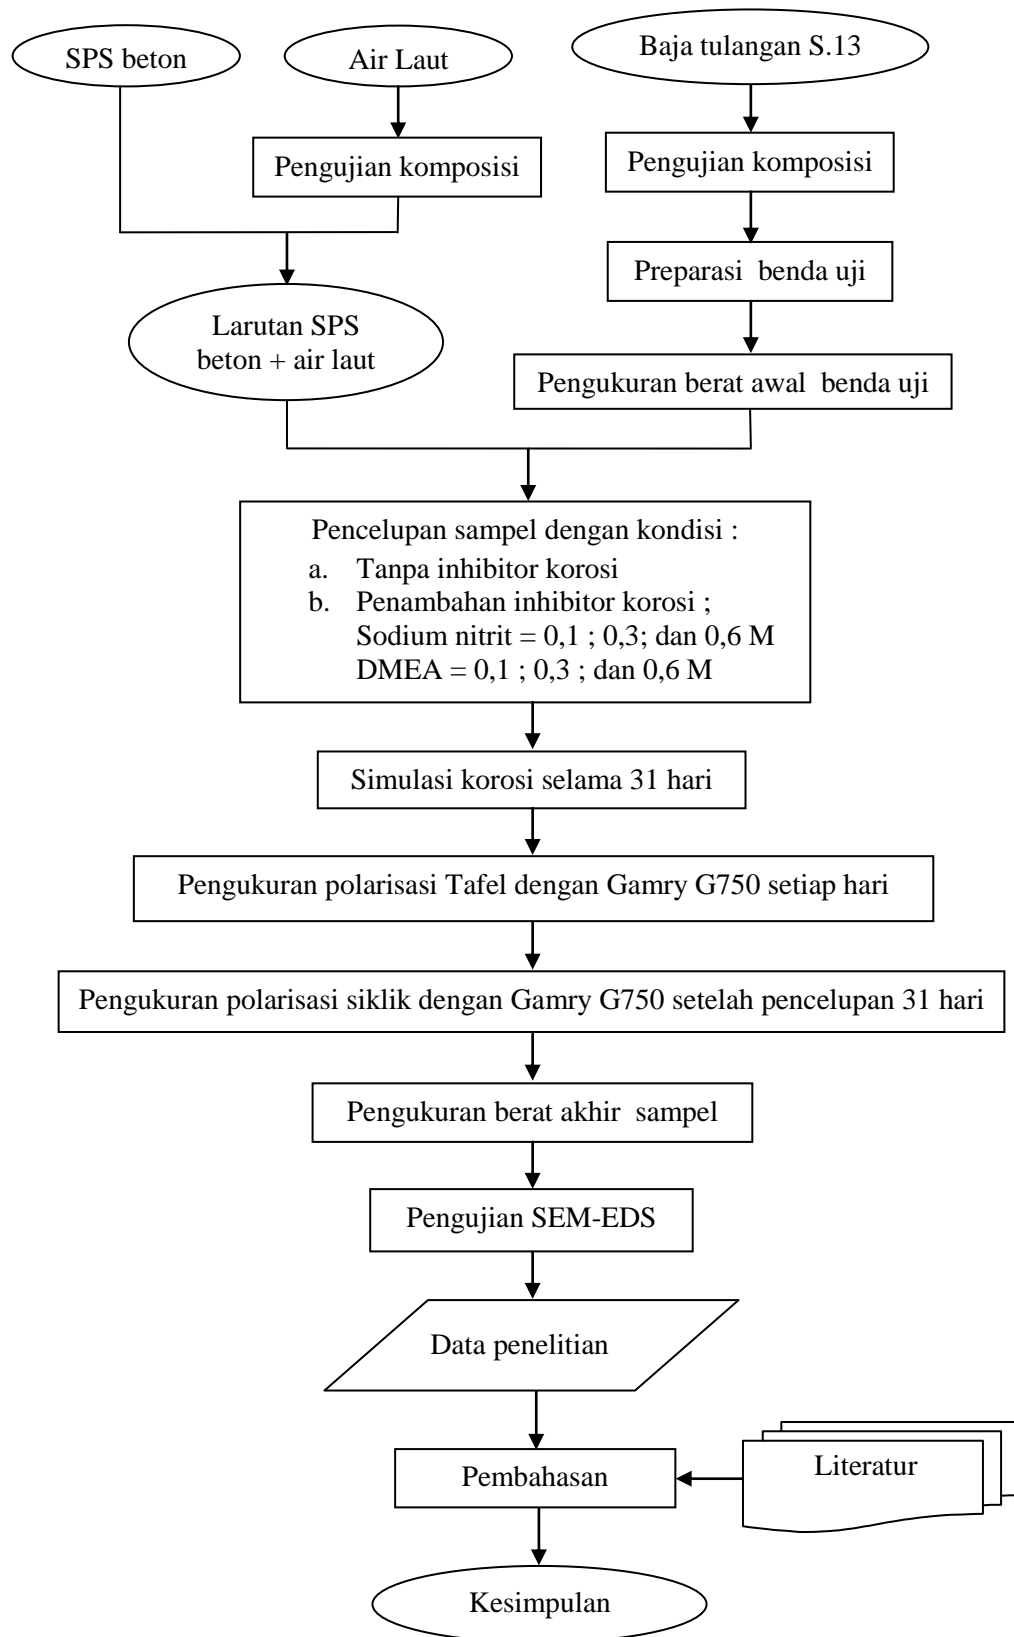 SPS beton
Air Laut
Baja tulangan S.13
Pengujian komposisi
Pengujian komposisi
Preparasi benda uji
Larutan SPS
beton + air laut
Pengukuran berat awal benda uji
Pencelupan sampel dengan kondisi :
a. Tanpa inhibitor korosi
b. Penambahan inhibitor korosi ;
Sodium nitrit = 0,1 ; 0,3; dan 0,6 M
DMEA = 0,1 ; 0,3 ; dan 0,6 M
Simulasi korosi selama 31 hari
Pengukuran polarisasi Tafel dengan Gamry G750 setiap hari
Pengukuran polarisasi siklik dengan Gamry G750 setelah pencelupan 31 hari
Pengukuran berat akhir sampel
Pengujian SEM-EDS
Data penelitian
Pembahasan
Literatur
Kesimpulan